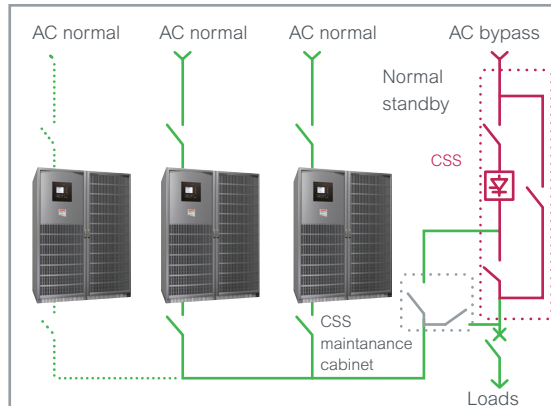 AC normal
AC normal
AC normal
AC bypass
Normal
standby
CSS
CSS
maintanance
cabinet
Loads